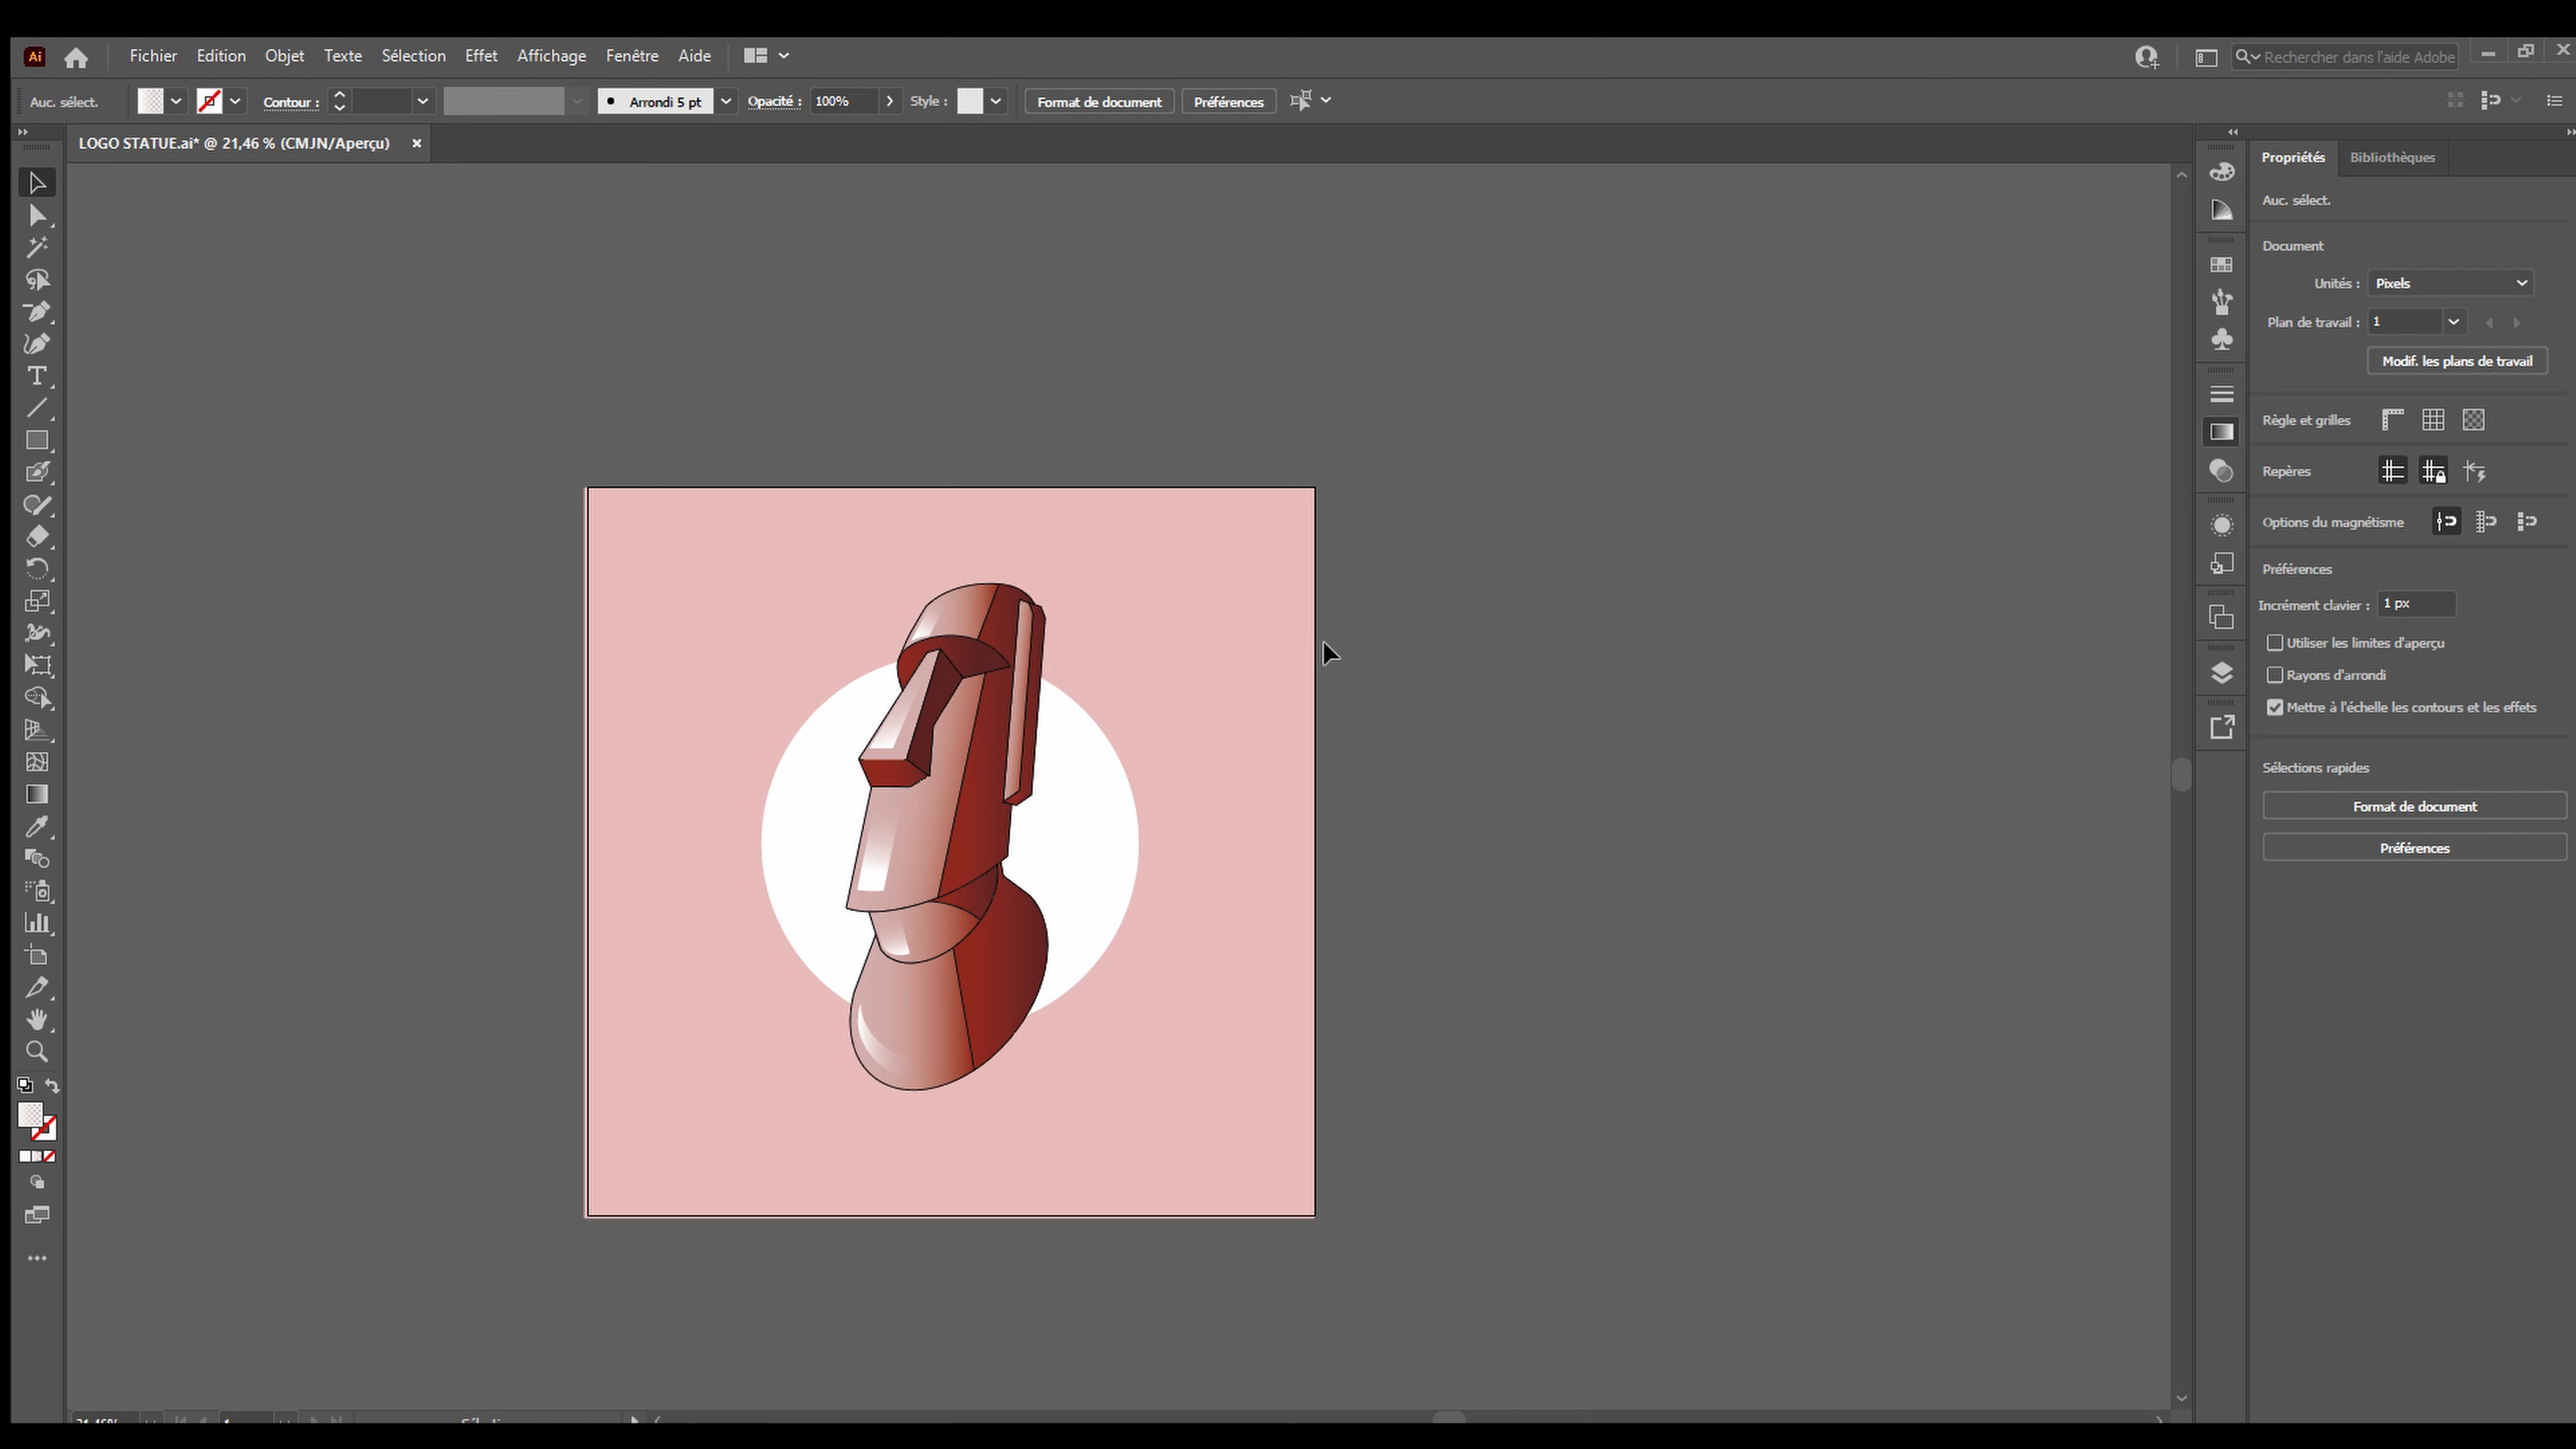 Ai Fichier Edition Objet Texte Sélection Effet Affichage Fenêtre Aide Rechercher dans l'aide Adobe
Auc. sélect. Contour : Arrondi 5 pt Opacité : 100% Style : Format de document Préférences
LOGO STATUE.ai* @ 21,46 % (CMJN/Aperçu) ×
Propriétés Bibliothèques
Auc. sélect.
Document
Unités : Pixels
Plan de travail : 1
Modif. les plans de travail
Règle et grilles
Repères
Options du magnétisme
Préférences
Incrément clavier : 1 px
Utiliser les limites d'aperçu
Rayons d'arrondi
Mettre à l'échelle les contours et les effets
Sélections rapides
Format de document
Préférences